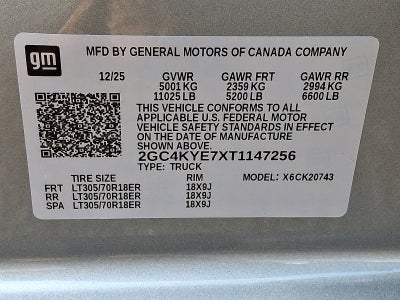 gm
MFD BY GENERAL MOTORS OF CANADA COMPANY
12/25 GVWR GAWR FRT GAWR RR
5001 KG 2359 KG 2994 KG
11025 LB 5200 LB 6600 LB
THIS VEHICLE CONFORMS TO ALL
APPLICABLE U.S. FEDERAL MOTOR
VEHICLE SAFETY STANDARDS IN EFFECT
ON THE DATE OF MANUFACTURE
SHOWN ABOVE.
2GC4KYE7XT1147256
TYPE: TRUCK MODEL: X6CK20743
TIRE SIZE RIM
FRT LT305/70R18ER 18X9J
RR LT305/70R18ER 18X9J
SPA LT305/70R18ER 18X9J